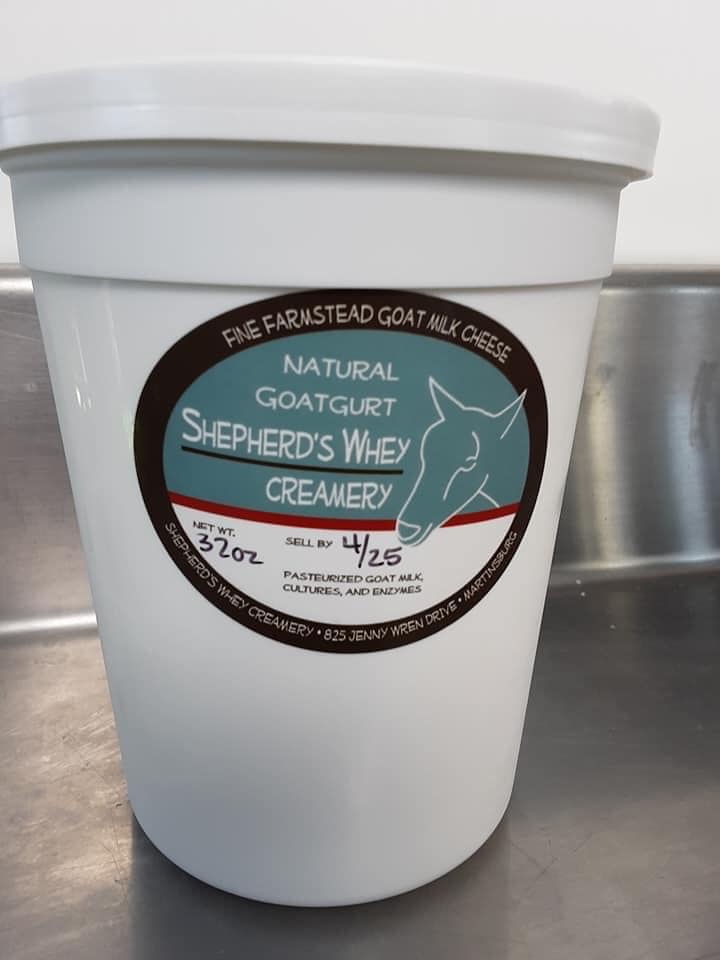 FINE FARMSTEAD GOAT MILK CHEESE
NATURAL
GOATGURT
SHEPHERD'S WHEY
CREAMERY
NET WT.
32oz
SELL BY 4/25
PASTEURIZED GOAT MILK,
CULTURES, AND ENZYMES
SHEPHERD'S WHEY CREAMERY • 825 JENNY WREN DRIVE • MARTINSBURG